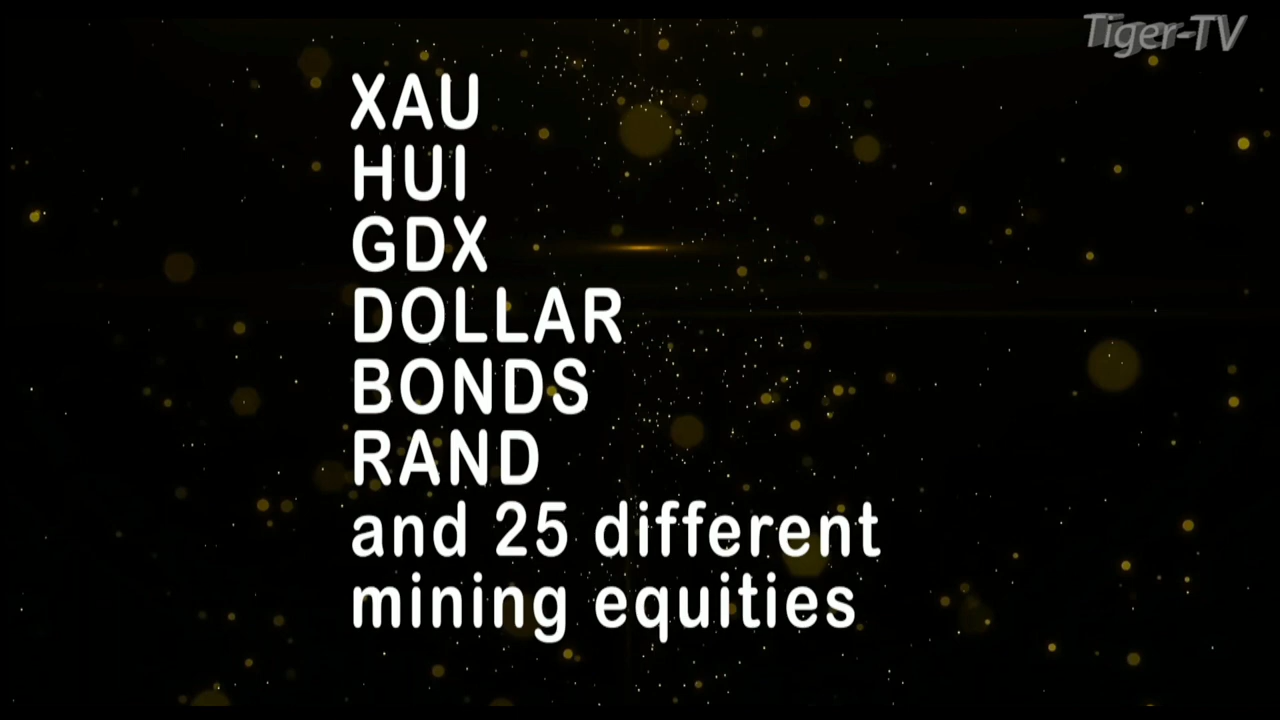 Tiger-TV
XAU
HUI
GDX
DOLLAR
BONDS
RAND
and 25 different
mining equities